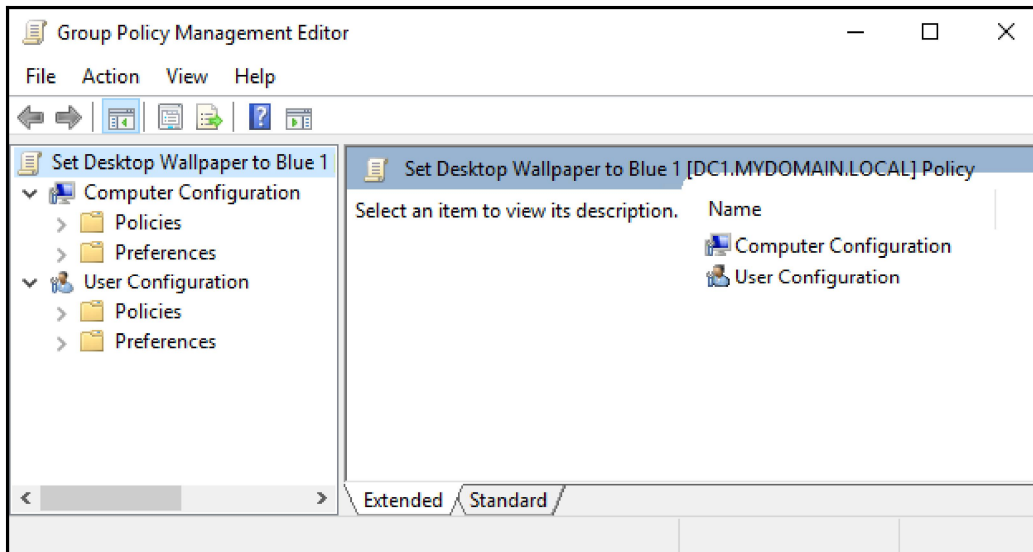 Group Policy Management Editor
File Action View Help
Set Desktop Wallpaper to Blue 1
Computer Configuration
Policies
Preferences
User Configuration
Policies
Preferences
Set Desktop Wallpaper to Blue 1 [DC1.MYDOMAIN.LOCAL] Policy
Select an item to view its description.
Name
Computer Configuration
User Configuration
Extended Standard